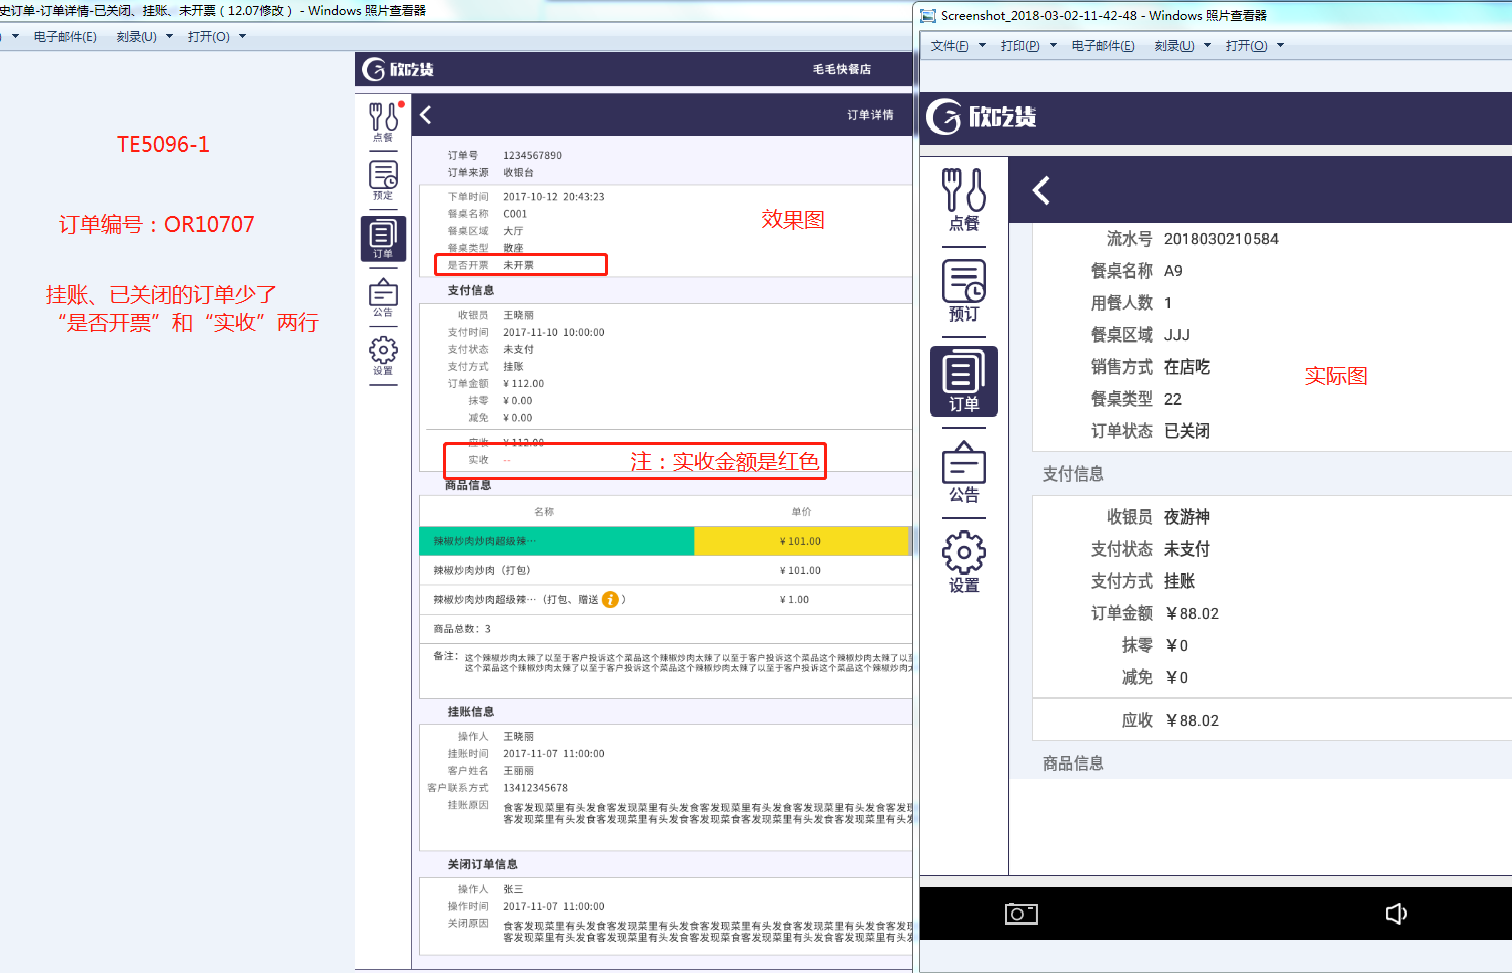 史订单-订单详情-已关闭、挂账、未开票（12.07修改） - Windows 照片查看器
电子邮件(E) 刻录(U) 打开(O)
TE5096-1
订单编号：OR10707
挂账、已关闭的订单少了
“是否开票”和“实收”两行
欣吃货 毛毛快餐店
点餐
预定
订单
公告
设置
订单详情
订单号 1234567890
订单来源 收银台
下单时间 2017-10-12 20:43:23
餐桌名称 C001
餐桌区域 大厅
餐桌类型 散座
是否开票 未开票
效果图
支付信息
收银员 王晓丽
支付时间 2017-11-10 10:00:00
支付状态 未支付
支付方式 挂账
订单金额 ¥ 112.00
抹零 ¥ 0.00
减免 ¥ 0.00
应收 ¥ 112.00
实收 --
注：实收金额是红色
商品信息
名称 单价
辣椒炒肉炒肉超级辣… ¥ 101.00
辣椒炒肉炒肉（打包） ¥ 101.00
辣椒炒肉炒肉超级辣…（打包、赠送 i ） ¥ 1.00
商品总数：3
备注： 这个辣椒炒肉太辣了以至于客户投诉这个菜品这个辣椒炒肉太辣了以至于客户投诉这个菜品这个辣椒炒肉太辣了以
这个菜品这个辣椒炒肉太辣了以至于客户投诉这个菜品这个辣椒炒肉太辣了以至于客户投诉这个菜品这个辣椒炒肉太
挂账信息
操作人 王晓丽
挂账时间 2017-11-07 11:00:00
客户姓名 王丽丽
客户联系方式 13412345678
挂账原因 食客发现菜里有头发食客发现菜里有头发食客发现菜里有头发食客发现菜里有头发食客发现
客发现菜里有头发食客发现菜里有头发食客发现菜食客发现菜里有头发食客发现菜里有头发
关闭订单信息
操作人 张三
操作时间 2017-11-07 11:00:00
关闭原因 食客发现菜里有头发食客发现菜里有头发食客发现菜里有头发食客发现菜里有头发食客发现
客发现菜里有头发食客发现菜里有头发食客发现菜食客发现菜里有头发食客发现菜里有头发
Screenshot_2018-03-02-11-42-48 - Windows 照片查看器
文件(F) 打印(P) 电子邮件(E) 刻录(U) 打开(O)
欣吃货
点餐
预订
订单
公告
设置
流水号 2018030210584
餐桌名称 A9
用餐人数 1
餐桌区域 JJJ
销售方式 在店吃
餐桌类型 22
订单状态 已关闭
实际图
支付信息
收银员 夜游神
支付状态 未支付
支付方式 挂账
订单金额 ￥88.02
抹零 ￥0
减免 ￥0
应收 ￥88.02
商品信息